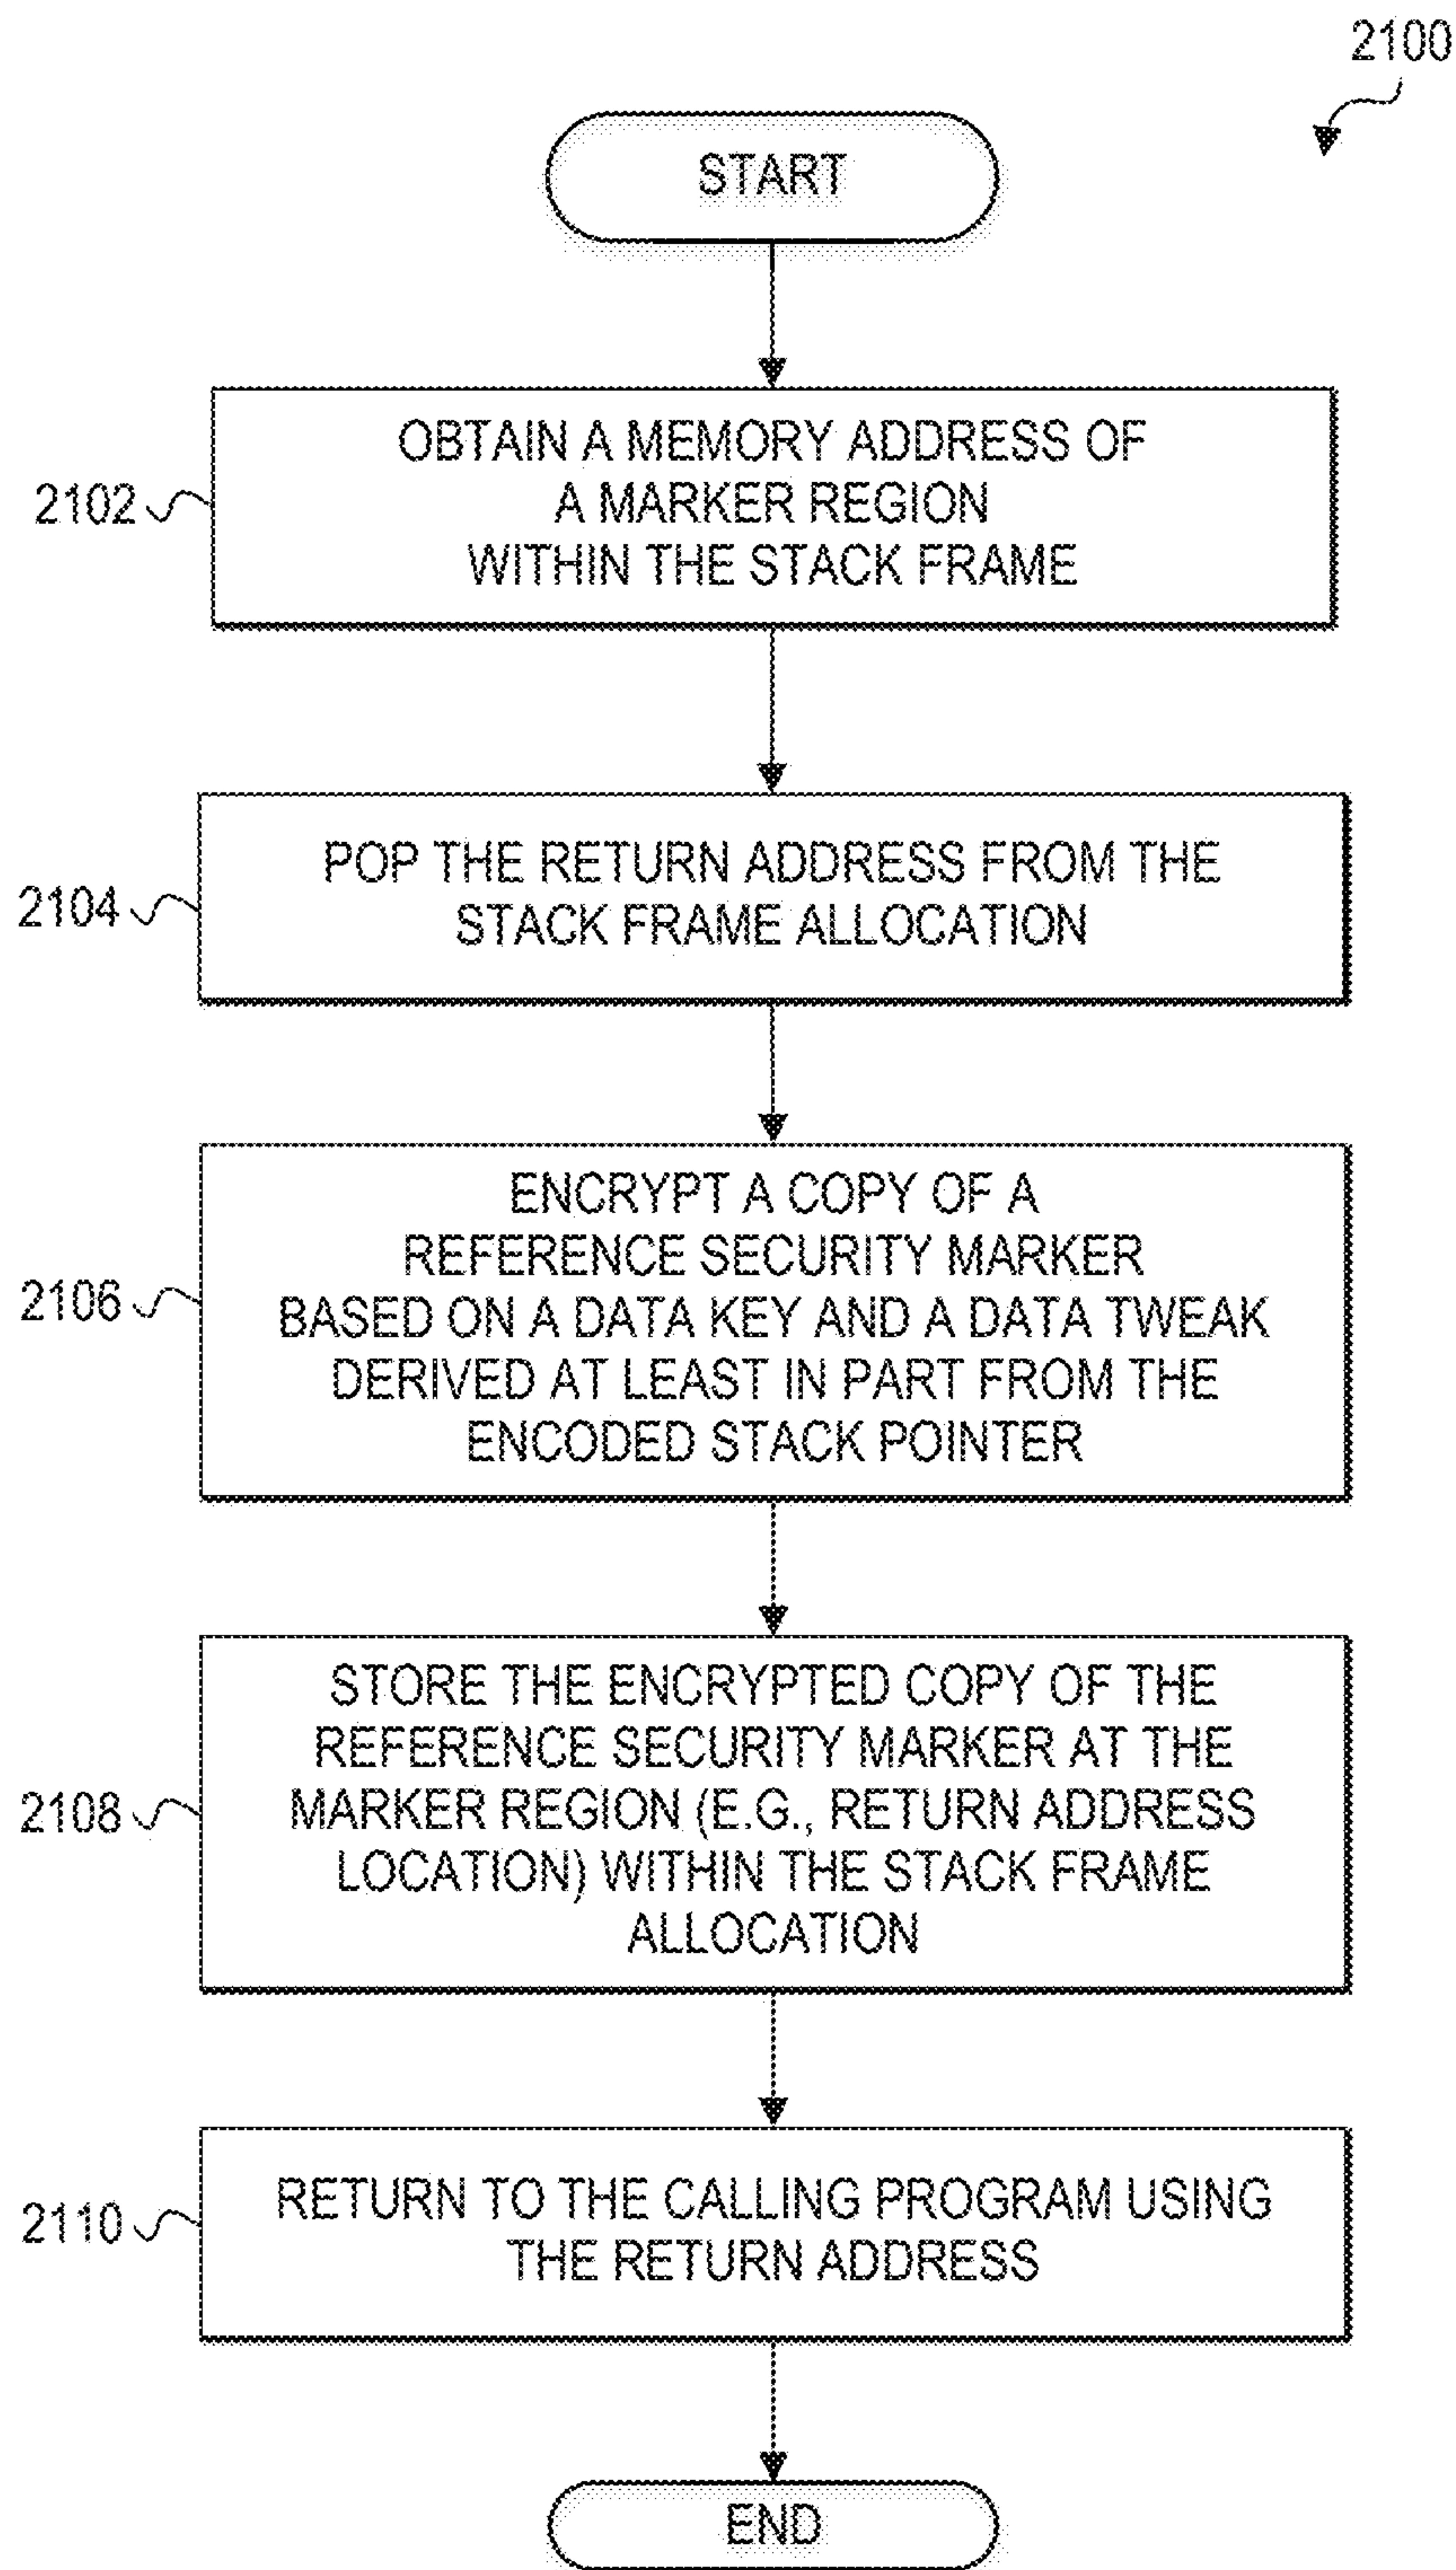 2100
START
2102
OBTAIN A MEMORY ADDRESS OF
A MARKER REGION
WITHIN THE STACK FRAME
2104
POP THE RETURN ADDRESS FROM THE
STACK FRAME ALLOCATION
2106
ENCRYPT A COPY OF A
REFERENCE SECURITY MARKER
BASED ON A DATA KEY AND A DATA TWEAK
DERIVED AT LEAST IN PART FROM THE
ENCODED STACK POINTER
2108
STORE THE ENCRYPTED COPY OF THE
REFERENCE SECURITY MARKER AT THE
MARKER REGION (E.G., RETURN ADDRESS
LOCATION) WITHIN THE STACK FRAME
ALLOCATION
2110
RETURN TO THE CALLING PROGRAM USING
THE RETURN ADDRESS
END